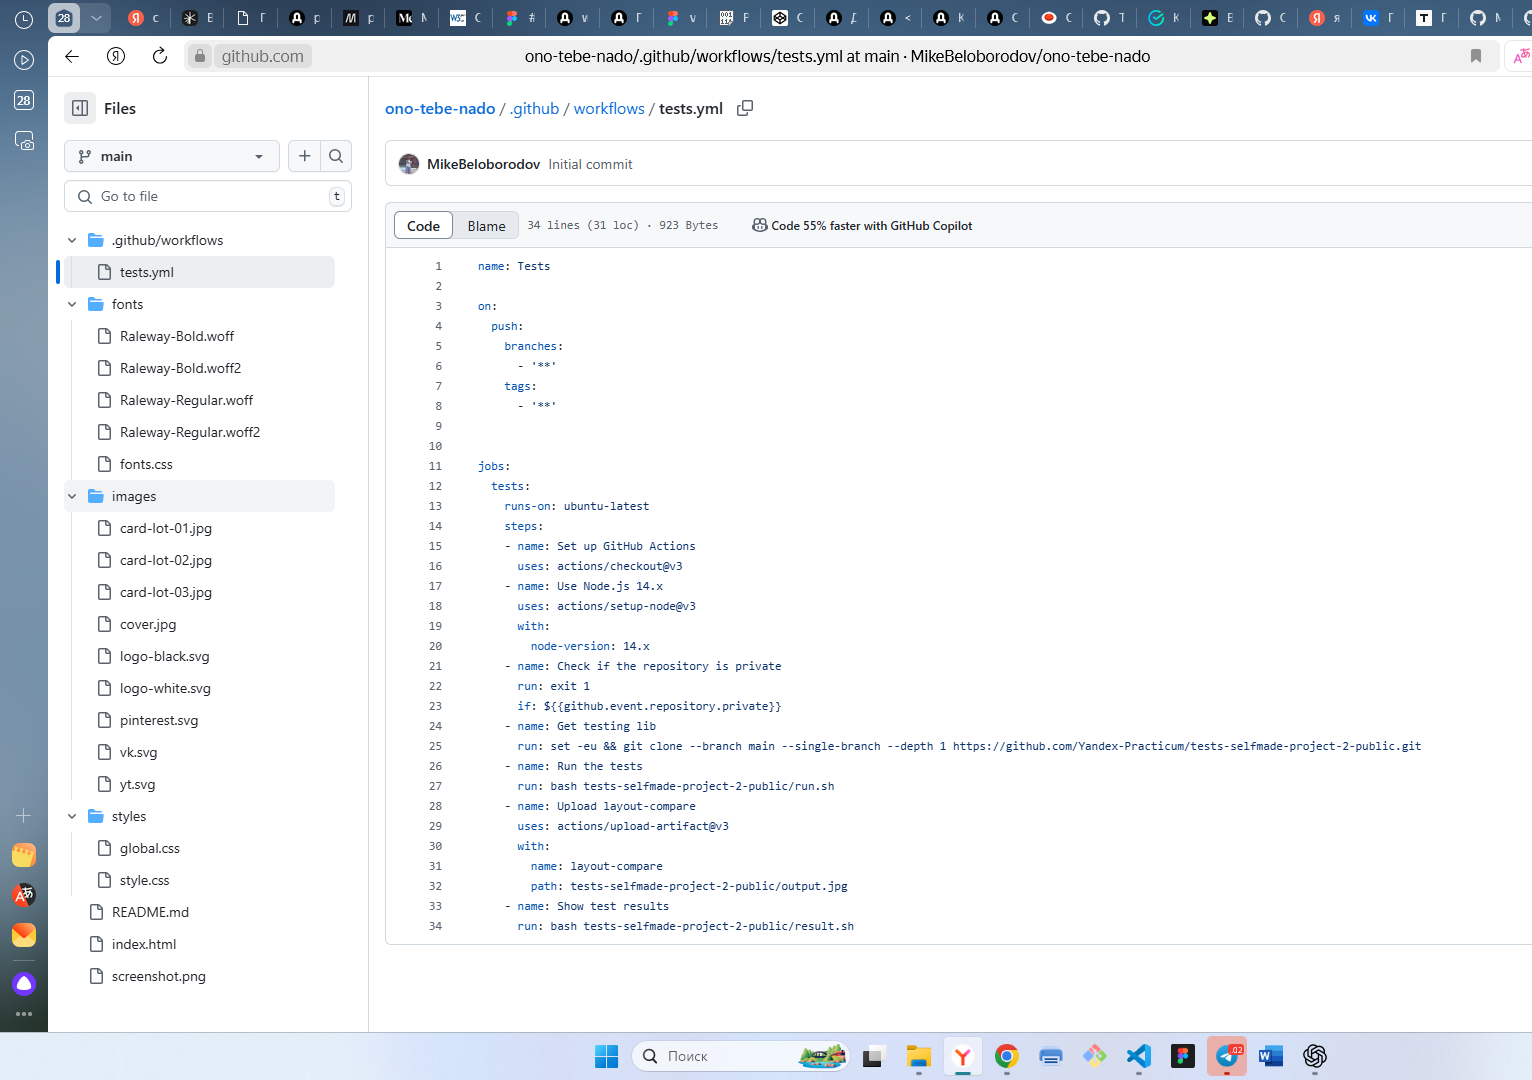 28
github.com
ono-tebe-nado/.github/workflows/tests.yml at main · MikeBeloborodov/ono-tebe-nado
28
Files
ono-tebe-nado / .github / workflows / tests.yml
main
MikeBeloborodov Initial commit
Go to file
t
Code
Blame
34 lines (31 loc) · 923 Bytes
Code 55% faster with GitHub Copilot
.github/workflows
tests.yml
fonts
Raleway-Bold.woff
Raleway-Bold.woff2
Raleway-Regular.woff
Raleway-Regular.woff2
fonts.css
images
card-lot-01.jpg
card-lot-02.jpg
card-lot-03.jpg
cover.jpg
logo-black.svg
logo-white.svg
pinterest.svg
vk.svg
yt.svg
styles
global.css
style.css
README.md
index.html
screenshot.png
1 name: Tests
2
3 on:
4 push:
5 branches:
6 - '**'
7 tags:
8 - '**'
9
10
11 jobs:
12 tests:
13 runs-on: ubuntu-latest
14 steps:
15 - name: Set up GitHub Actions
16 uses: actions/checkout@v3
17 - name: Use Node.js 14.x
18 uses: actions/setup-node@v3
19 with:
20 node-version: 14.x
21 - name: Check if the repository is private
22 run: exit 1
23 if: ${{github.event.repository.private}}
24 - name: Get testing lib
25 run: set -eu && git clone --branch main --single-branch --depth 1 https://github.com/Yandex-Practicum/tests-selfmade-project-2-public.git
26 - name: Run the tests
27 run: bash tests-selfmade-project-2-public/run.sh
28 - name: Upload layout-compare
29 uses: actions/upload-artifact@v3
30 with:
31 name: layout-compare
32 path: tests-selfmade-project-2-public/output.jpg
33 - name: Show test results
34 run: bash tests-selfmade-project-2-public/result.sh
Поиск